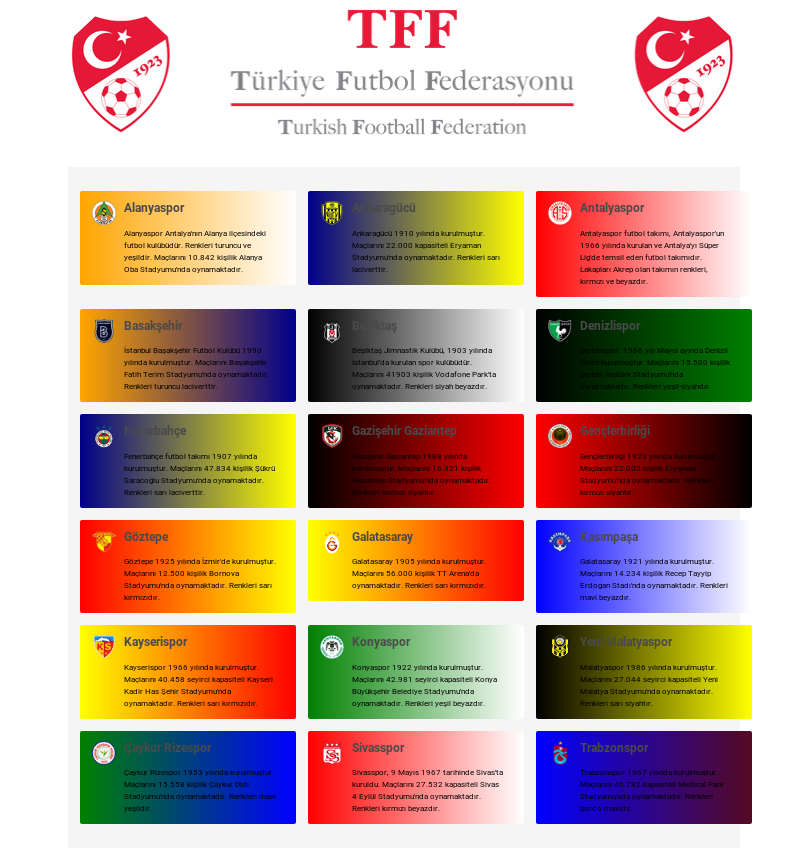 TFF
Türkiye Futbol Federasyonu
Turkish Football Federation
1923
1923
Alanyaspor
Alanyaspor Antalya'nın Alanya ilçesindeki
futbol kulübüdür. Renkleri turuncu ve
yeşildir. Maçlarını 10.842 kişilik Alanya
Oba Stadyumu'nda oynamaktadır.
Ankaragücü
Ankaragücü 1910 yılında kurulmuştur.
Maçlarını 22.000 kapasiteli Eryaman
Stadyumu'nda oynamaktadır. Renkleri sarı
laciverttir.
Antalyaspor
Antalyaspor futbol takımı, Antalyaspor'un
1966 yılında kurulan ve Antalya'yı Süper
Lig'de temsil eden futbol takımıdır.
Lakapları Akrep olan takımın renkleri,
kırmızı ve beyazdır.
Basakşehir
İstanbul Başakşehir Futbol Kulübü 1990
yılında kurulmuştur. Maçlarını Başakşehir
Fatih Terim Stadyumu'nda oynamaktadır.
Renkleri turuncu laciverttir.
Beşiktaş
Beşiktaş Jimnastik Kulübü, 1903 yılında
İstanbul'da kurulan spor kulübüdür.
Maçlarını 41903 kişilik Vodafone Park'ta
oynamaktadır. Renkleri siyah beyazdır.
Denizlispor
Denizlispor, 1966 yılı Mayıs ayında Denizli
kurulmuştur. Maçlarını 15.500 kişilik
Denizli Atatürk Stadyumu'nda
oynamaktadır. Renkleri yeşil-siyahdır.
Fenerbahçe
Fenerbahçe futbol takımı 1907 yılında
kurulmuştur. Maçlarını 47.834 kişilik Şükrü
Saracoğlu Stadyumu'nda oynamaktadır.
Renkleri sarı laciverttir.
Gazişehir Gaziantep
Gazişehir Gaziantep 1988 yılında
kurulmuştur. Maçlarını 16.921 kişilik
Gaziantep Stadyumu'nda oynamaktadır.
Renkleri kırmızı siyahtır.
Gençlerbirliği
Gençlerbirliği 1923 yılında kurulmuştur.
Maçlarını 22.000 kişilik Eryaman
Stadyumu'nda oynamaktadır. Renkleri
kırmızı siyahtır.
Göztepe
Göztepe 1925 yılında İzmir'de kurulmuştur.
Maçlarını 12.500 kişilik Bornova
Stadyumu'nda oynamaktadır. Renkleri sarı
kırmızıdır.
Galatasaray
Galatasaray 1905 yılında kurulmuştur.
Maçlarını 56.000 kişilik TT Arena'da
oynamaktadır. Renkleri sarı kırmızıdır.
Kasımpaşa
Galatasaray 1921 yılında kurulmuştur.
Maçlarını 14.234 kişilik Recep Tayyip
Erdoğan Stadı'nda oynamaktadır. Renkleri
mavi beyazdır.
Kayserispor
Kayserispor 1966 yılında kurulmuştur.
Maçlarını 40.458 seyirci kapasiteli Kayseri
Kadir Has Şehir Stadyumu'nda
oynamaktadır. Renkleri sarı kırmızıdır.
Konyaspor
Konyaspor 1922 yılında kurulmuştur.
Maçlarını 42.981 seyirci kapasiteli Konya
Büyükşehir Belediye Stadyumu'nda
oynamaktadır. Renkleri yeşil beyazdır.
Yeni Malatyaspor
Malatyaspor 1986 yılında kurulmuştur.
Maçlarını 27.044 seyirci kapasiteli Yeni
Malatya Stadyumu'nda oynamaktadır.
Renkleri sarı siyahtır.
Çaykur Rizespor
Çaykur Rizespor 1953 yılında kurulmuştur.
Maçlarını 15.558 kişilik Çaykur Didi
Stadyumu'nda oynamaktadır. Renkleri mavi
yeşildir.
Sivasspor
Sivasspor, 9 Mayıs 1967 tarihinde Sivas'ta
kuruldu. Maçlarını 27.532 kapasiteli Sivas
4 Eylül Stadyumu'nda oynamaktadır.
Renkleri kırmızı beyazdır.
Trabzonspor
Trabzonspor 1967 yılında kurulmuştur.
Maçlarını 40.782 kapasiteli Medical Park
Stadyumu'nda oynamaktadır. Renkleri
bordo mavidir.